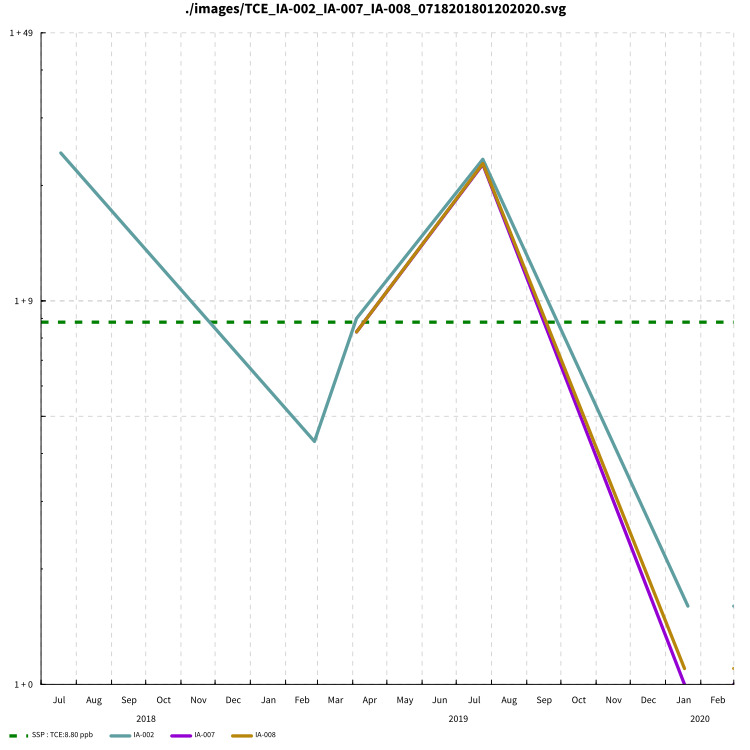 ./images/TCE_IA-002_IA-007_IA-008_0718201801202020.svg
1+49
1+9
1+0
Jul Aug Sep Oct Nov Dec Jan Feb Mar Apr May Jun Jul Aug Sep Oct Nov Dec Jan Feb
2018 2019 2020
SSP : TCE:8.80 ppb IA-002 IA-007 IA-008